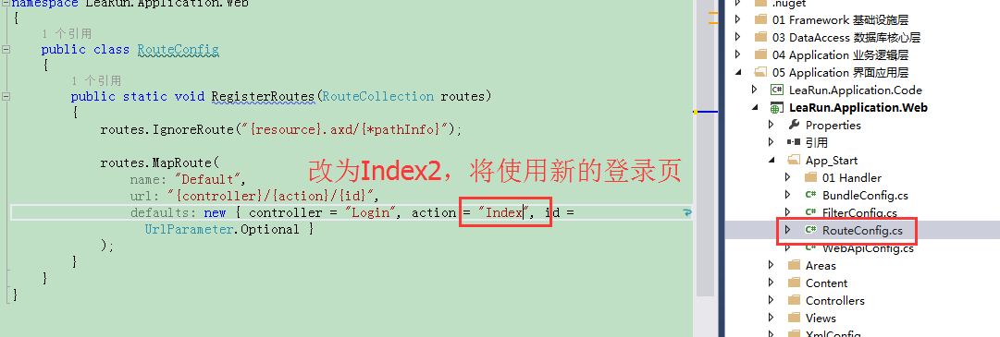 namespace LeaRun.Application.Web
{
1 个引用
public class RouteConfig
{
1 个引用
public static void RegisterRoutes(RouteCollection routes)
{
routes.IgnoreRoute("{resource}.axd/{*pathInfo}");
routes.MapRoute(
name: "Default",
url: "{controller}/{action}/{id}",
defaults: new { controller = "Login", action = "Index", id =
UrlParameter.Optional }
);
}
}
}
改为Index2，将使用新的登录页
.nuget
01 Framework 基础设施层
03 DataAccess 数据库核心层
04 Application 业务逻辑层
05 Application 界面应用层
LeaRun.Application.Code
LeaRun.Application.Web
Properties
引用
App_Start
01 Handler
BundleConfig.cs
FilterConfig.cs
RouteConfig.cs
WebApiConfig.cs
Areas
Content
Controllers
Views
XmlConfig